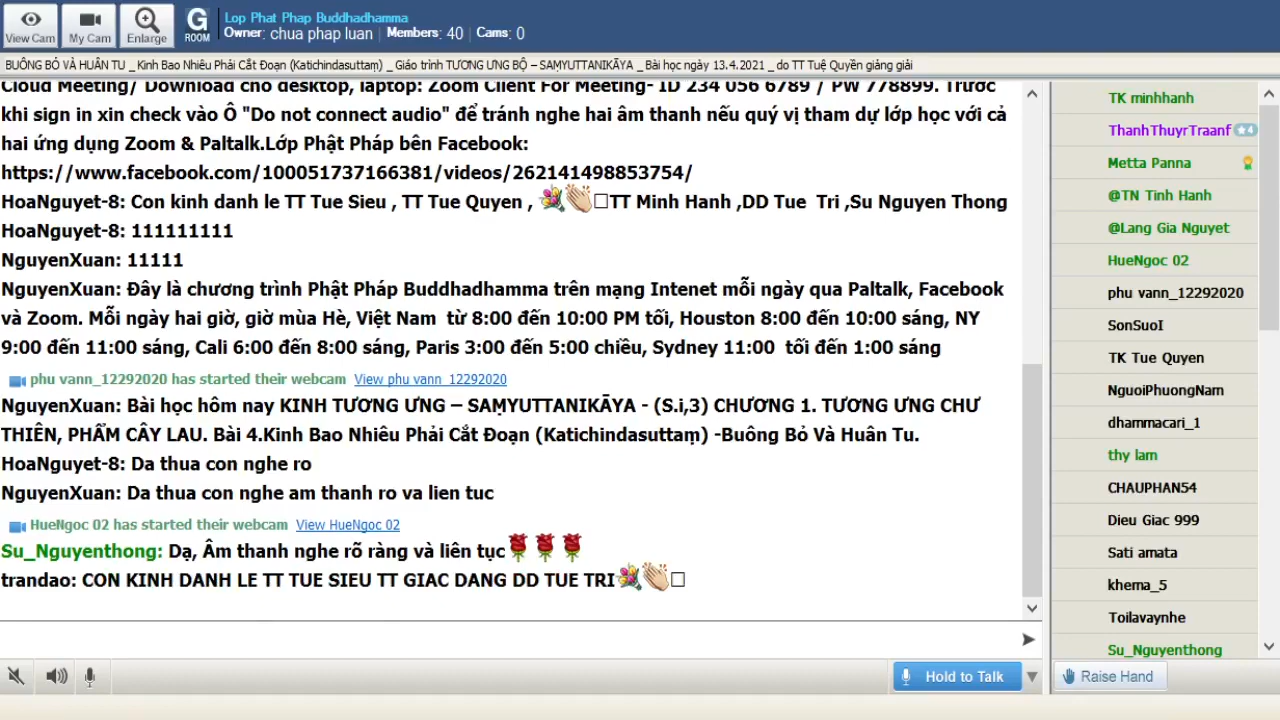 View Cam
My Cam
Enlarge
G
ROOM
Lop Phat Phap Buddhadhamma
Owner: chua phap luan | Members: 40 | Cams: 0
BUÔNG BỎ VÀ HUÂN TU _ Kinh Bao Nhiêu Phải Cắt Đoạn (Katichindasuttaṃ) _ Giáo trình TƯƠNG ƯNG BỘ – SAṂYUTTANIKĀYA _ Bài học ngày 13.4.2021 _ do TT Tuệ Quyền giảng giải
Cloud Meeting/ Download cho desktop, laptop: Zoom Client For Meeting- ID 234 056 6789 / PW 778899. Trước
khi sign in xin check vào Ô "Do not connect audio" để tránh nghe hai âm thanh nếu quý vị tham dự lớp học với cả
hai ứng dụng Zoom & Paltalk.Lớp Phật Pháp bên Facebook:
https://www.facebook.com/100051737166381/videos/262141498853754/
HoaNguyet-8: Con kinh danh le TT Tue Sieu , TT Tue Quyen , 💐👏□TT Minh Hanh ,DD Tue Tri ,Su Nguyen Thong
HoaNguyet-8: 111111111
NguyenXuan: 11111
NguyenXuan: Đây là chương trình Phật Pháp Buddhadhamma trên mạng Intenet mỗi ngày qua Paltalk, Facebook
và Zoom. Mỗi ngày hai giờ, giờ mùa Hè, Việt Nam từ 8:00 đến 10:00 PM tối, Houston 8:00 đến 10:00 sáng, NY
9:00 đến 11:00 sáng, Cali 6:00 đến 8:00 sáng, Paris 3:00 đến 5:00 chiều, Sydney 11:00 tối đến 1:00 sáng
phu vann_12292020 has started their webcam View phu vann_12292020
NguyenXuan: Bài học hôm nay KINH TƯƠNG ƯNG – SAṂYUTTANIKĀYA - (S.i,3) CHƯƠNG 1. TƯƠNG ƯNG CHƯ
THIÊN, PHẨM CÂY LAU. Bài 4.Kinh Bao Nhiêu Phải Cắt Đoạn (Katichindasuttaṃ) -Buông Bỏ Và Huân Tu.
HoaNguyet-8: Da thua con nghe ro
NguyenXuan: Da thua con nghe am thanh ro va lien tuc
HueNgoc 02 has started their webcam View HueNgoc 02
Su_Nguyenthong: Dạ, Âm thanh nghe rõ ràng và liên tục🌹🌹🌹
trandao: CON KINH DANH LE TT TUE SIEU TT GIAC DANG DD TUE TRI💐👏□
Hold to Talk
TK minhhanh
ThanhThuyrTraanf 4
Metta Panna
@TN Tinh Hanh
@Lang Gia Nguyet
HueNgoc 02
phu vann_12292020
SonSuoI
TK Tue Quyen
NguoiPhuongNam
dhammacari_1
thy lam
CHAUPHAN54
Dieu Giac 999
Sati amata
khema_5
Toilavaynhe
Su_Nguyenthong
Raise Hand